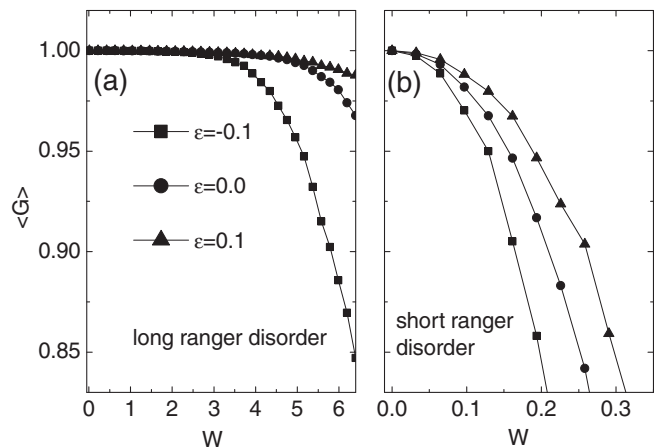 1.00
0.95
0.90
0.85
<G>
(a)
ε=-0.1
ε=0.0
ε=0.1
long ranger disorder
0 1 2 3 4 5 6
W
(b)
short ranger
disorder
0.0 0.1 0.2 0.3
W